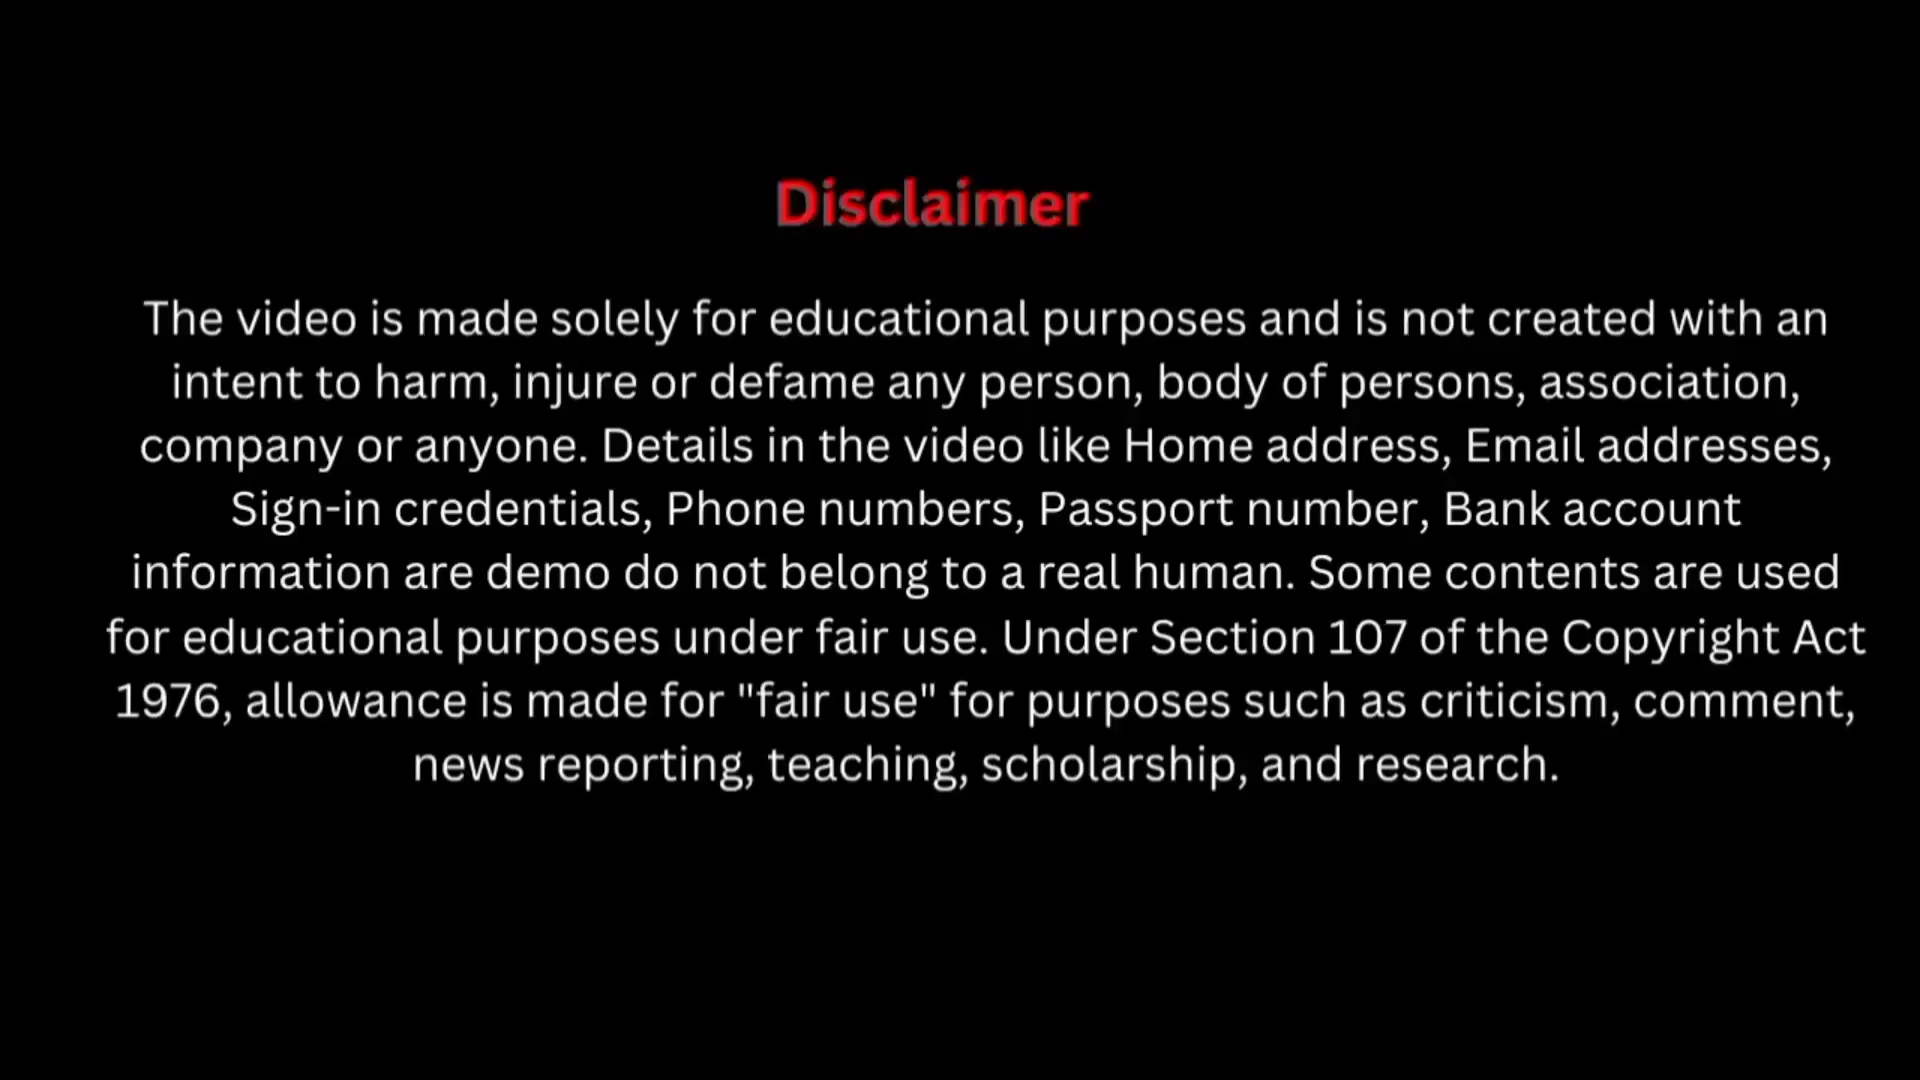 Disclaimer
The video is made solely for educational purposes and is not created with an
intent to harm, injure or defame any person, body of persons, association,
company or anyone. Details in the video like Home address, Email addresses,
Sign-in credentials, Phone numbers, Passport number, Bank account
information are demo do not belong to a real human. Some contents are used
for educational purposes under fair use. Under Section 107 of the Copyright Act
1976, allowance is made for "fair use" for purposes such as criticism, comment,
news reporting, teaching, scholarship, and research.